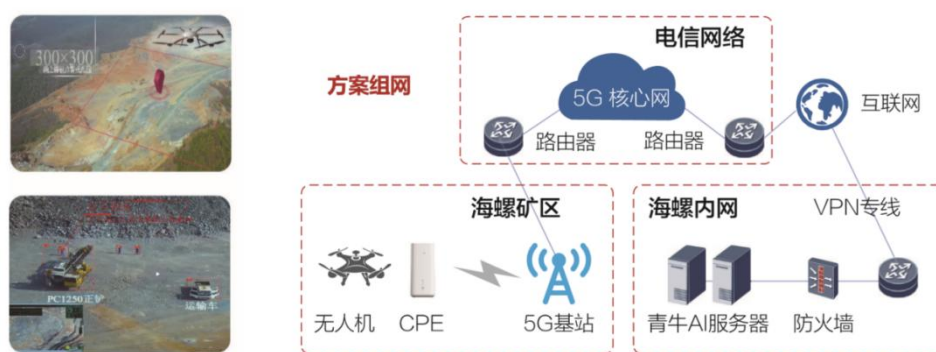 300×300
方案组网
电信网络
5G 核心网
路由器
路由器
互联网
海螺矿区
海螺内网
VPN专线
无人机
CPE
5G基站
青牛AI服务器
防火墙
PC1250正铲
运输车